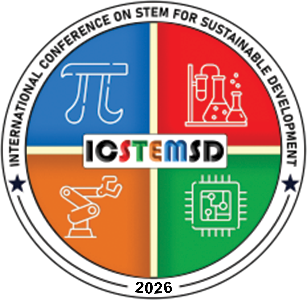 INTERNATIONAL CONFERENCE ON STEM FOR SUSTAINABLE DEVELOPMENT
ICSTEMSD
2026